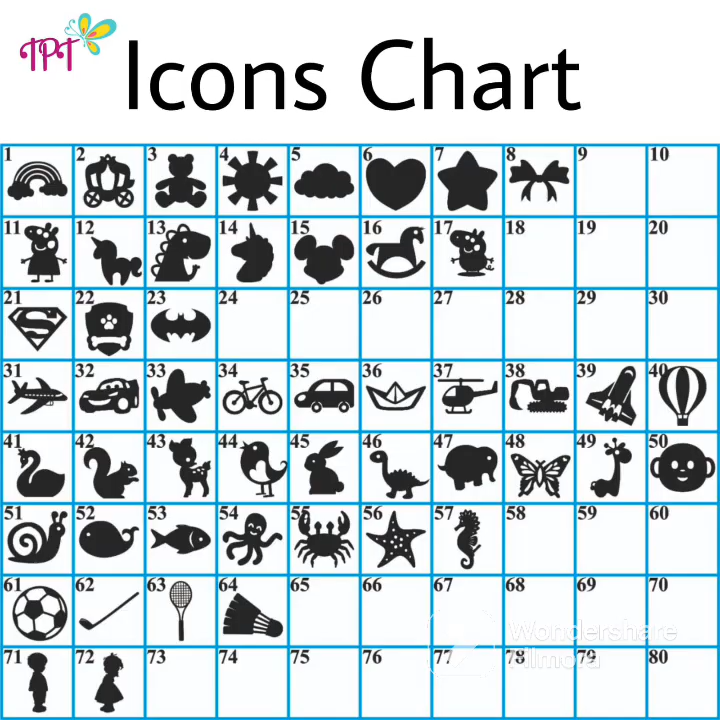 TPT
Icons Chart
1 2 3 4 5 6 7 8 9 10
11 12 13 14 15 16 17 18 19 20
21 22 23 24 25 26 27 28 29 30
31 32 33 34 35 36 37 38 39 40
41 42 43 44 45 46 47 48 49 50
51 52 53 54 55 56 57 58 59 60
61 62 63 64 65 66 67 68 69 70
Wondershare
Filmora
71 72 73 74 75 76 77 78 79 80